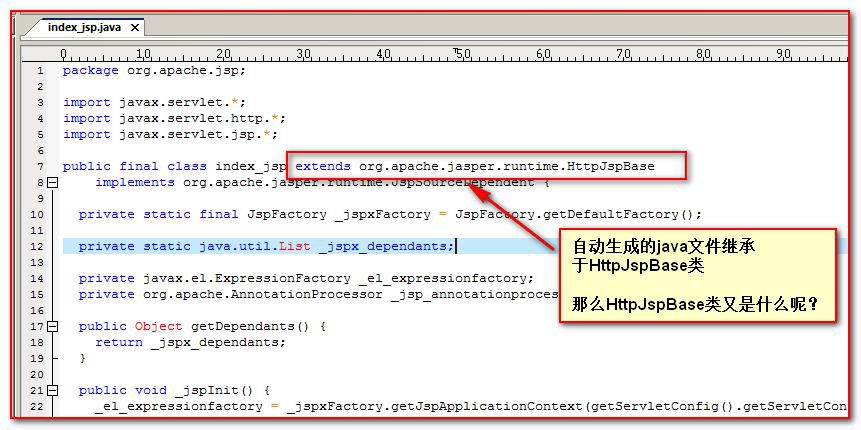 index_jsp.java
0 10 20 30 40 50 60 70 80 90
1 package org.apache.jsp;
2
3 import javax.servlet.*;
4 import javax.servlet.http.*;
5 import javax.servlet.jsp.*;
6
7 public final class index_jsp extends org.apache.jasper.runtime.HttpJspBase
8 implements org.apache.jasper.runtime.JspSourceDependent {
9
10 private static final JspFactory _jspxFactory = JspFactory.getDefaultFactory();
11
12 private static java.util.List _jspx_dependants;
13
14 private javax.el.ExpressionFactory _el_expressionfactory;
15 private org.apache.AnnotationProcessor _jsp_annotationproces
16
17 public Object getDependants() {
18 return _jspx_dependants;
19 }
20
21 public void _jspInit() {
22 _el_expressionfactory = _jspxFactory.getJspApplicationContext(getServletConfig().getServletCon
自动生成的java文件继承
于HttpJspBase类
那么HttpJspBase类又是什么呢？